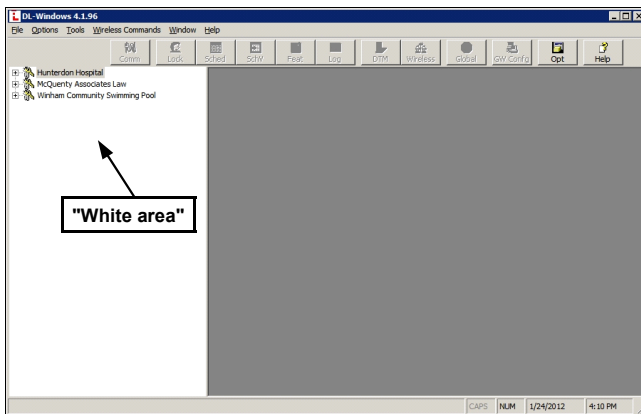 DL-Windows 4.1.96
File Options Tools Wireless Commands Window Help
Comm Lock Sched SchW Feat Log DTM Wireless Global GW Config Opt Help
Hunterdon Hospital
McQuenty Associates Law
Winham Community Swimming Pool
"White area"
CAPS NUM 1/24/2012 4:10 PM